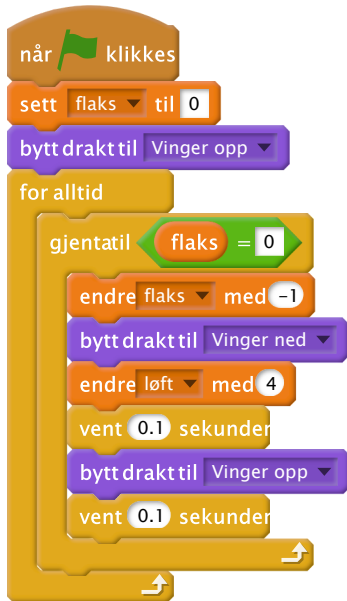 når klikkes
sett flaks til 0
bytt drakt til Vinger opp
for alltid
gjenta til flaks = 0
endre flaks med -1
bytt drakt til Vinger ned
endre løft med 4
vent 0.1 sekunder
bytt drakt til Vinger opp
vent 0.1 sekunder